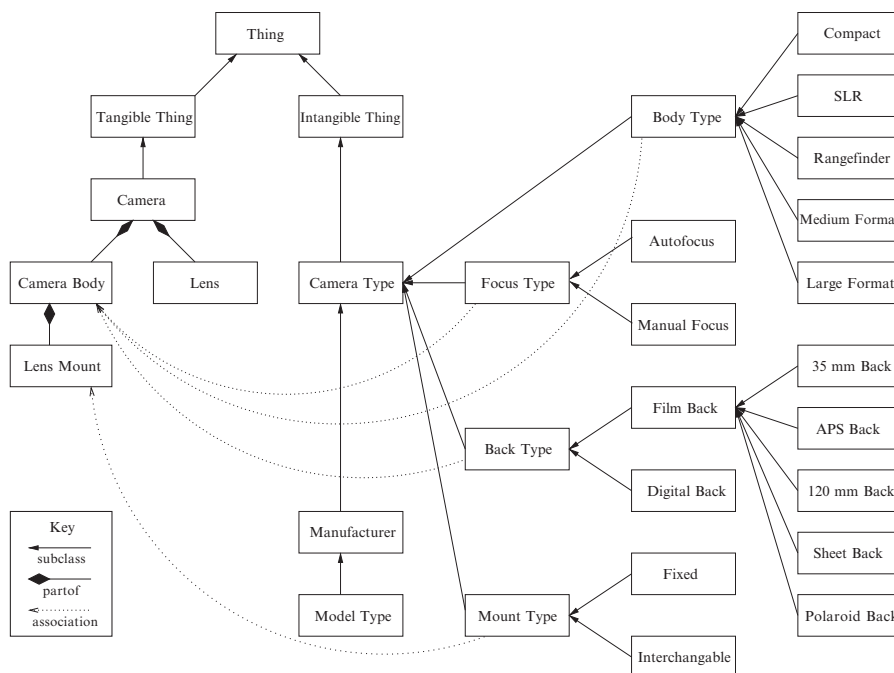 Thing
Compact
SLR
Tangible Thing
Intangible Thing
Body Type
Rangefinder
Camera
Medium Forma
Autofocus
Camera Body
Lens
Camera Type
Focus Type
Large Format
Manual Focus
Lens Mount
35 mm Back
Film Back
APS Back
Back Type
Digital Back
120 mm Back
Key
subclass
partof
association
Manufacturer
Sheet Back
Fixed
Model Type
Mount Type
Polaroid Back
Interchangable